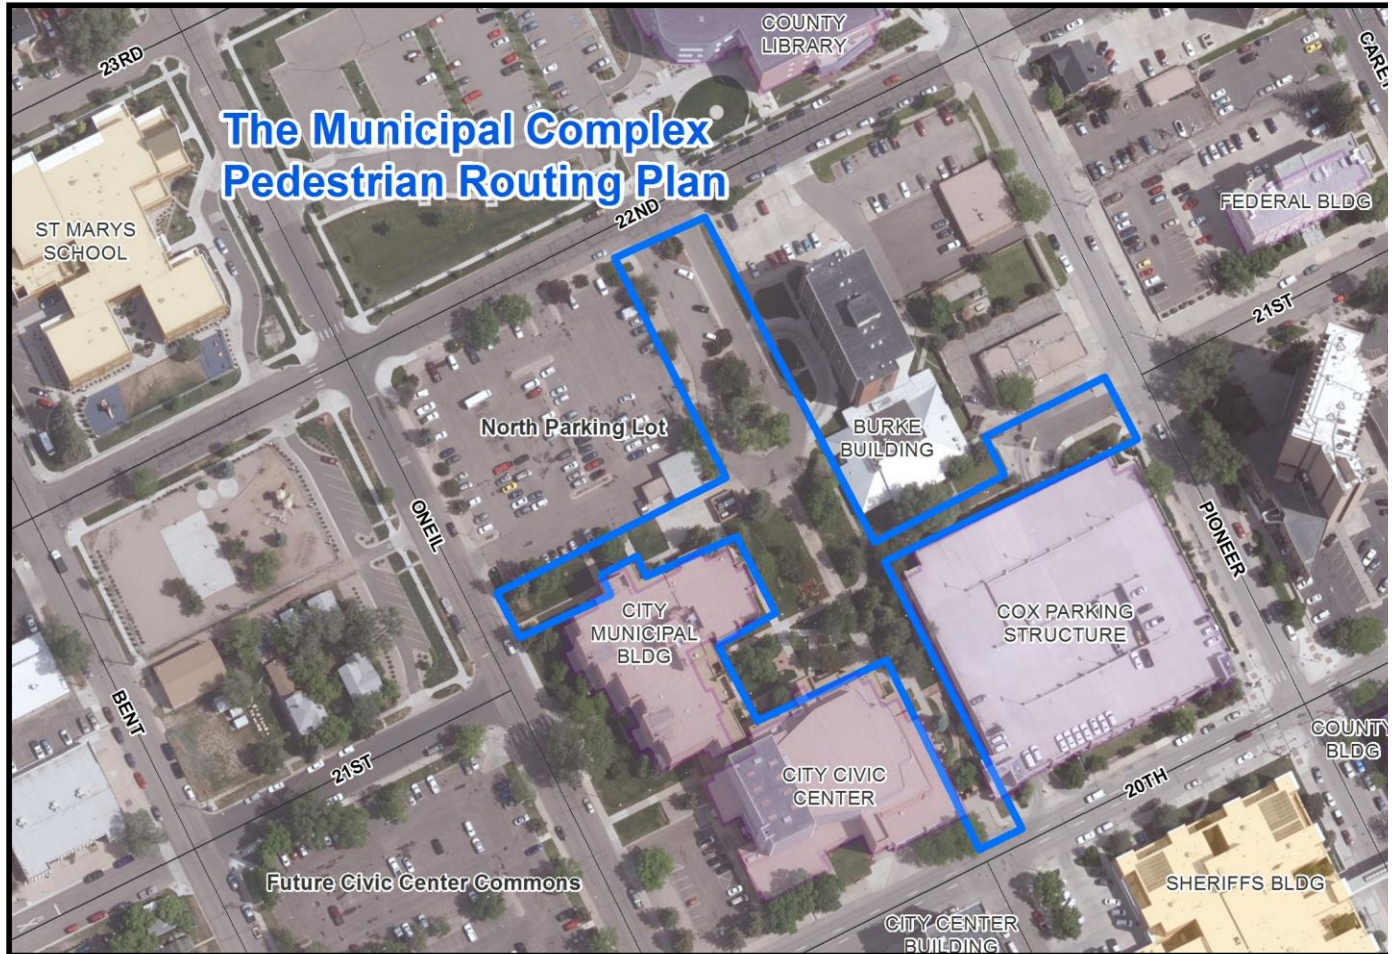 COUNTY
LIBRARY
23RD
CAREY
The Municipal Complex
Pedestrian Routing Plan
22ND
FEDERAL BLDG
ST MARYS
SCHOOL
21ST
North Parking Lot
BURKE
BUILDING
ONEIL
PIONEER
CITY
MUNICIPAL
BLDG
COX PARKING
STRUCTURE
BENT
21ST
COUNTY
BLDG
CITY CIVIC
CENTER
20TH
Future Civic Center Commons
SHERIFFS BLDG
CITY CENTER
BUILDING